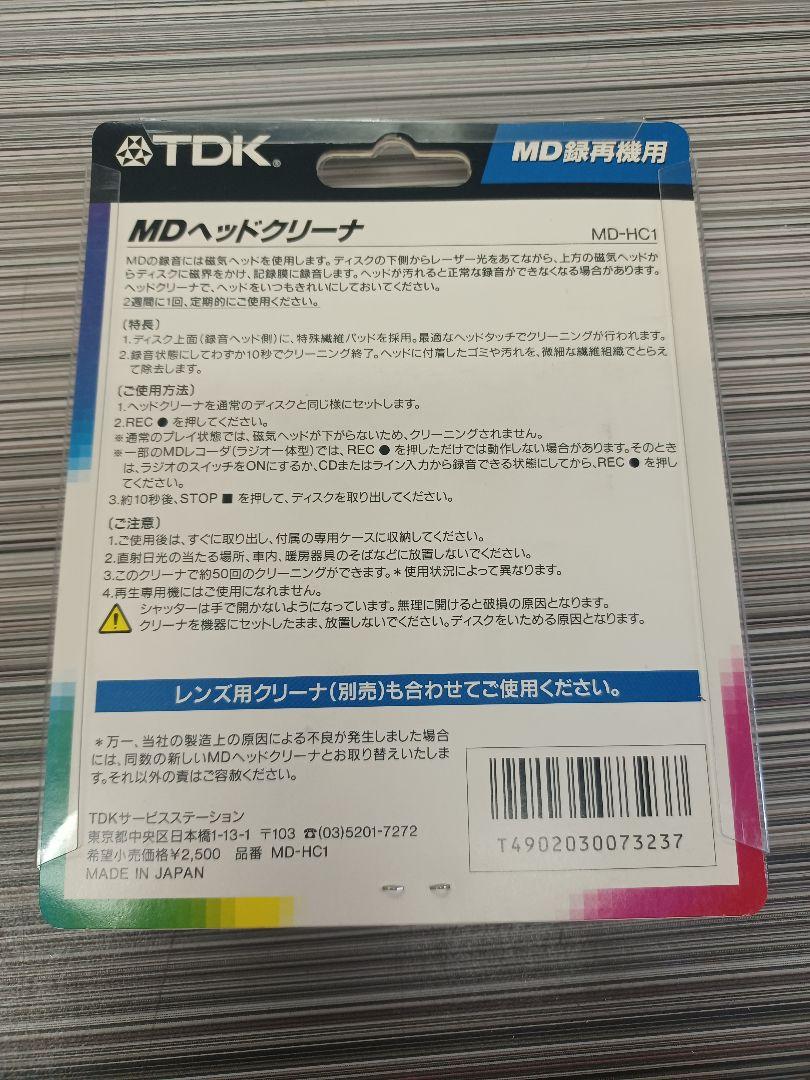 TDK®
MD録再機用
MDヘッドクリーナ
MD-HC1
MDの録音には磁気ヘッドを使用します。ディスクの下側からレーザー光をあてながら、上方の磁気ヘッドか
らディスクに磁界をかけ、記録膜に録音します。ヘッドが汚れると正常な録音ができなくなる場合があります。
ヘッドクリーナで、ヘッドをいつもきれいにしておいてください。
2週間に1回、定期的にご使用ください。
〔特長〕
1.ディスク上面(録音ヘッド側)に、特殊繊維パッドを採用。最適なヘッドタッチでクリーニングが行われます。
2.録音状態にしてわずか10秒でクリーニング終了。ヘッドに付着したゴミや汚れを、微細な繊維組織でとらえ
て除去します。
〔ご使用方法〕
1.ヘッドクリーナを通常のディスクと同じ様にセットします。
2.REC ● を押してください。
※通常のプレイ状態では、磁気ヘッドが下がらないため、クリーニングされません。
※一部のMDレコーダ(ラジオ一体型)では、REC ● を押しただけでは動作しない場合があります。そのとき
は、ラジオのスイッチをONにするか、CDまたはライン入力から録音できる状態にしてから、REC ● を押し
てください。
3.約10秒後、STOP ■ を押して、ディスクを取り出してください。
〔ご注意〕
1.ご使用後は、すぐに取り出し、付属の専用ケースに収納してください。
2.直射日光の当たる場所、車内、暖房器具のそばなどに放置しないでください。
3.このクリーナで約50回のクリーニングができます。*使用状況によって異なります。
4.再生専用機にはご使用になれません。
シャッターは手で開かないようになっています。無理に開けると破損の原因となります。
クリーナを機器にセットしたまま、放置しないでください。ディスクをいためる原因となります。
レンズ用クリーナ(別売)も合わせてご使用ください。
*万一、当社の製造上の原因による不良が発生しました場合
には、同数の新しいMDヘッドクリーナとお取り替えいたしま
す。それ以外の責はご容赦ください。
TDKサービスステーション
東京都中央区日本橋1-13-1 〒103 ☎(03)5201-7272
希望小売価格¥2,500 品番 MD-HC1
MADE IN JAPAN
T4902030073237